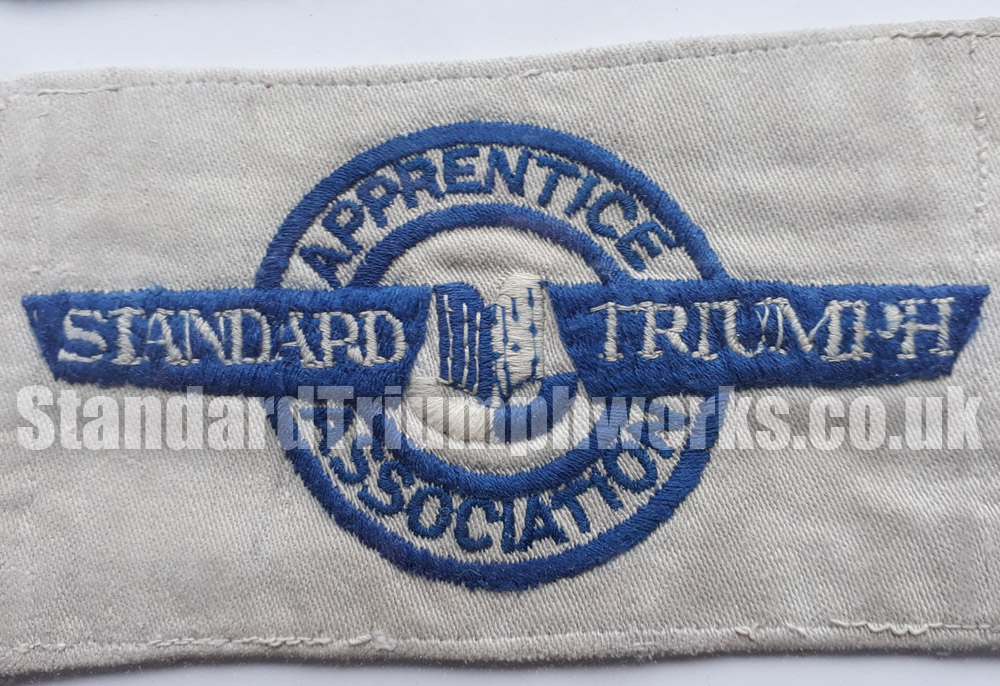 APPRENTICE
STANDARD TRIUMPH
StandardTriumphworks.co.uk
ASSOCIATION